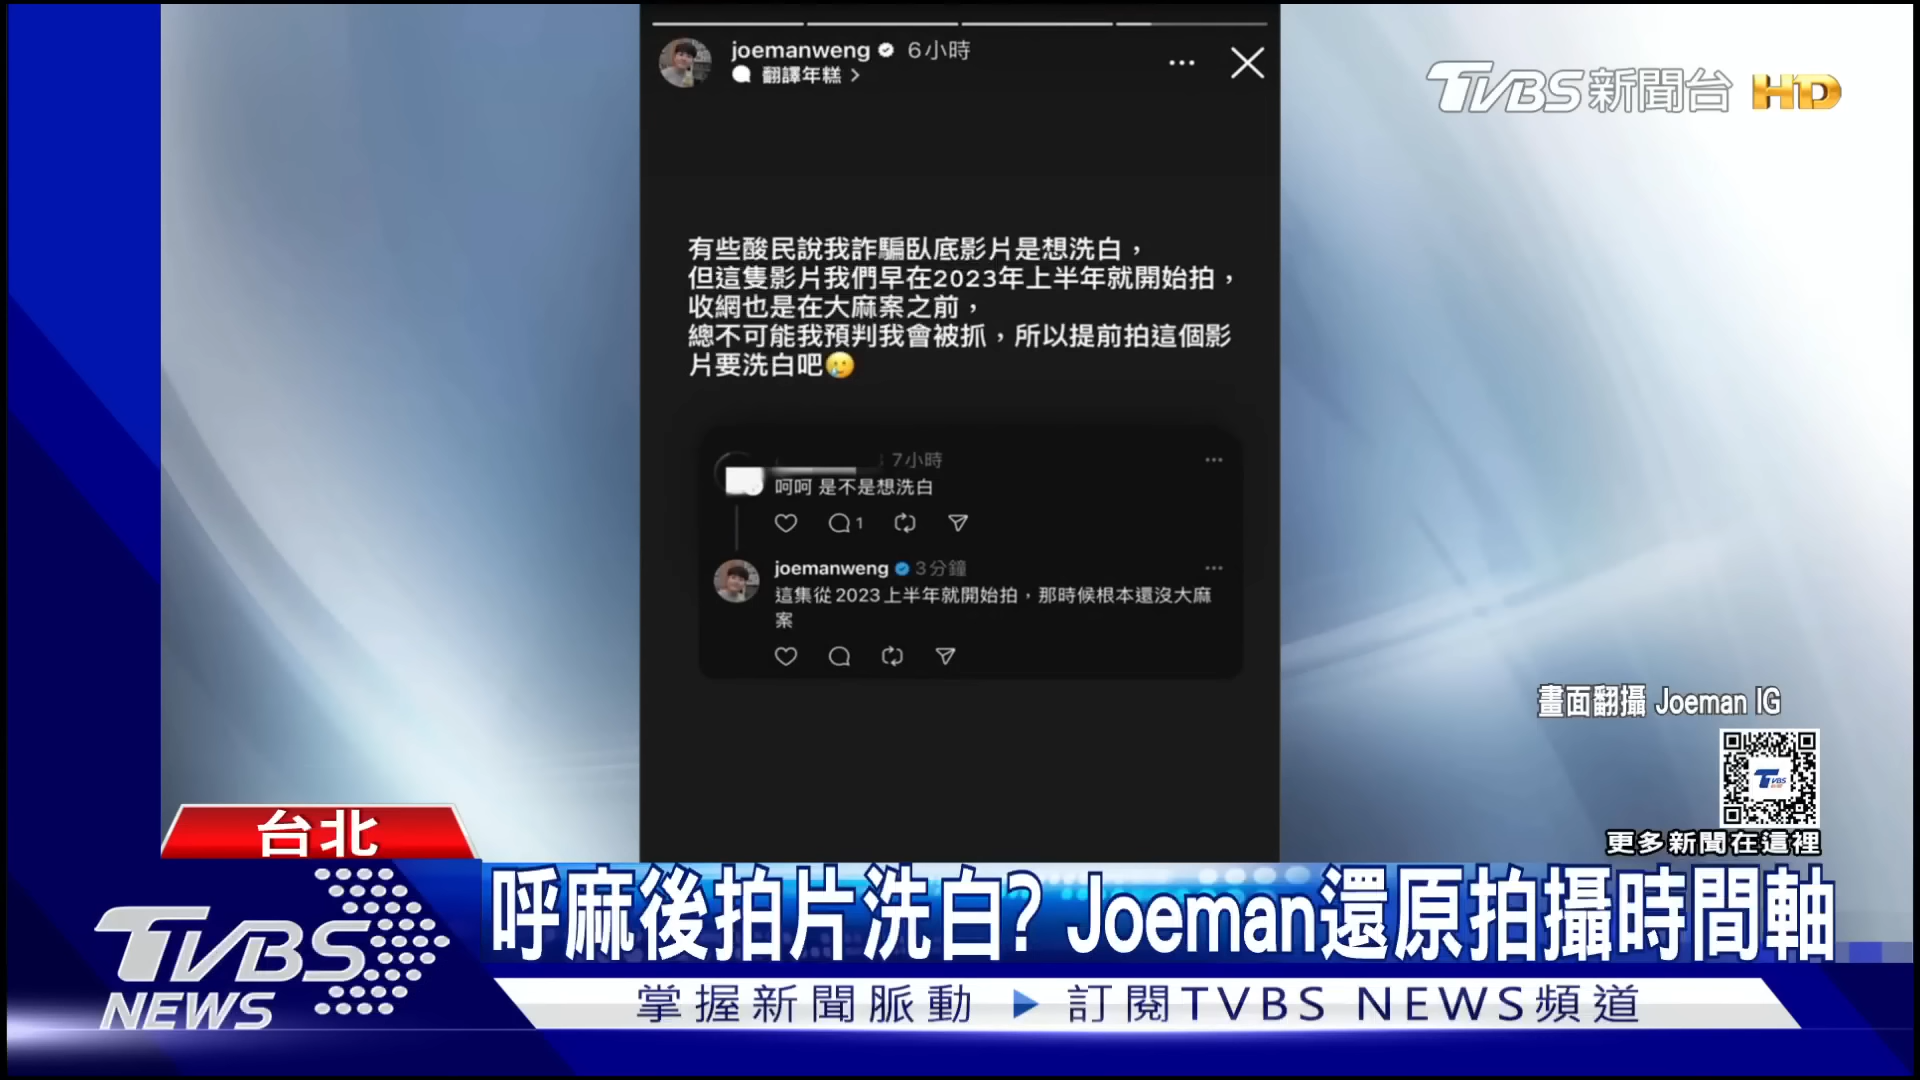 joemanweng 6小時
翻譯年糕 >
TVBS新聞台 HD
有些酸民說我詐騙臥底影片是想洗白，
但這隻影片我們早在2023年上半年就開始拍，
收網也是在大麻案之前，
總不可能我預判我會被抓，所以提前拍這個影
片要洗白吧🥲
7小時
呵呵 是不是想洗白
1
joemanweng 3分鐘
這集從2023上半年就開始拍，那時候根本還沒大麻
案
畫面翻攝 Joeman IG
TVBS
更多新聞在這裡
台北
呼麻後拍片洗白? Joeman還原拍攝時間軸
TVBS
NEWS
掌握新聞脈動 ▶ 訂閱TVBS NEWS頻道